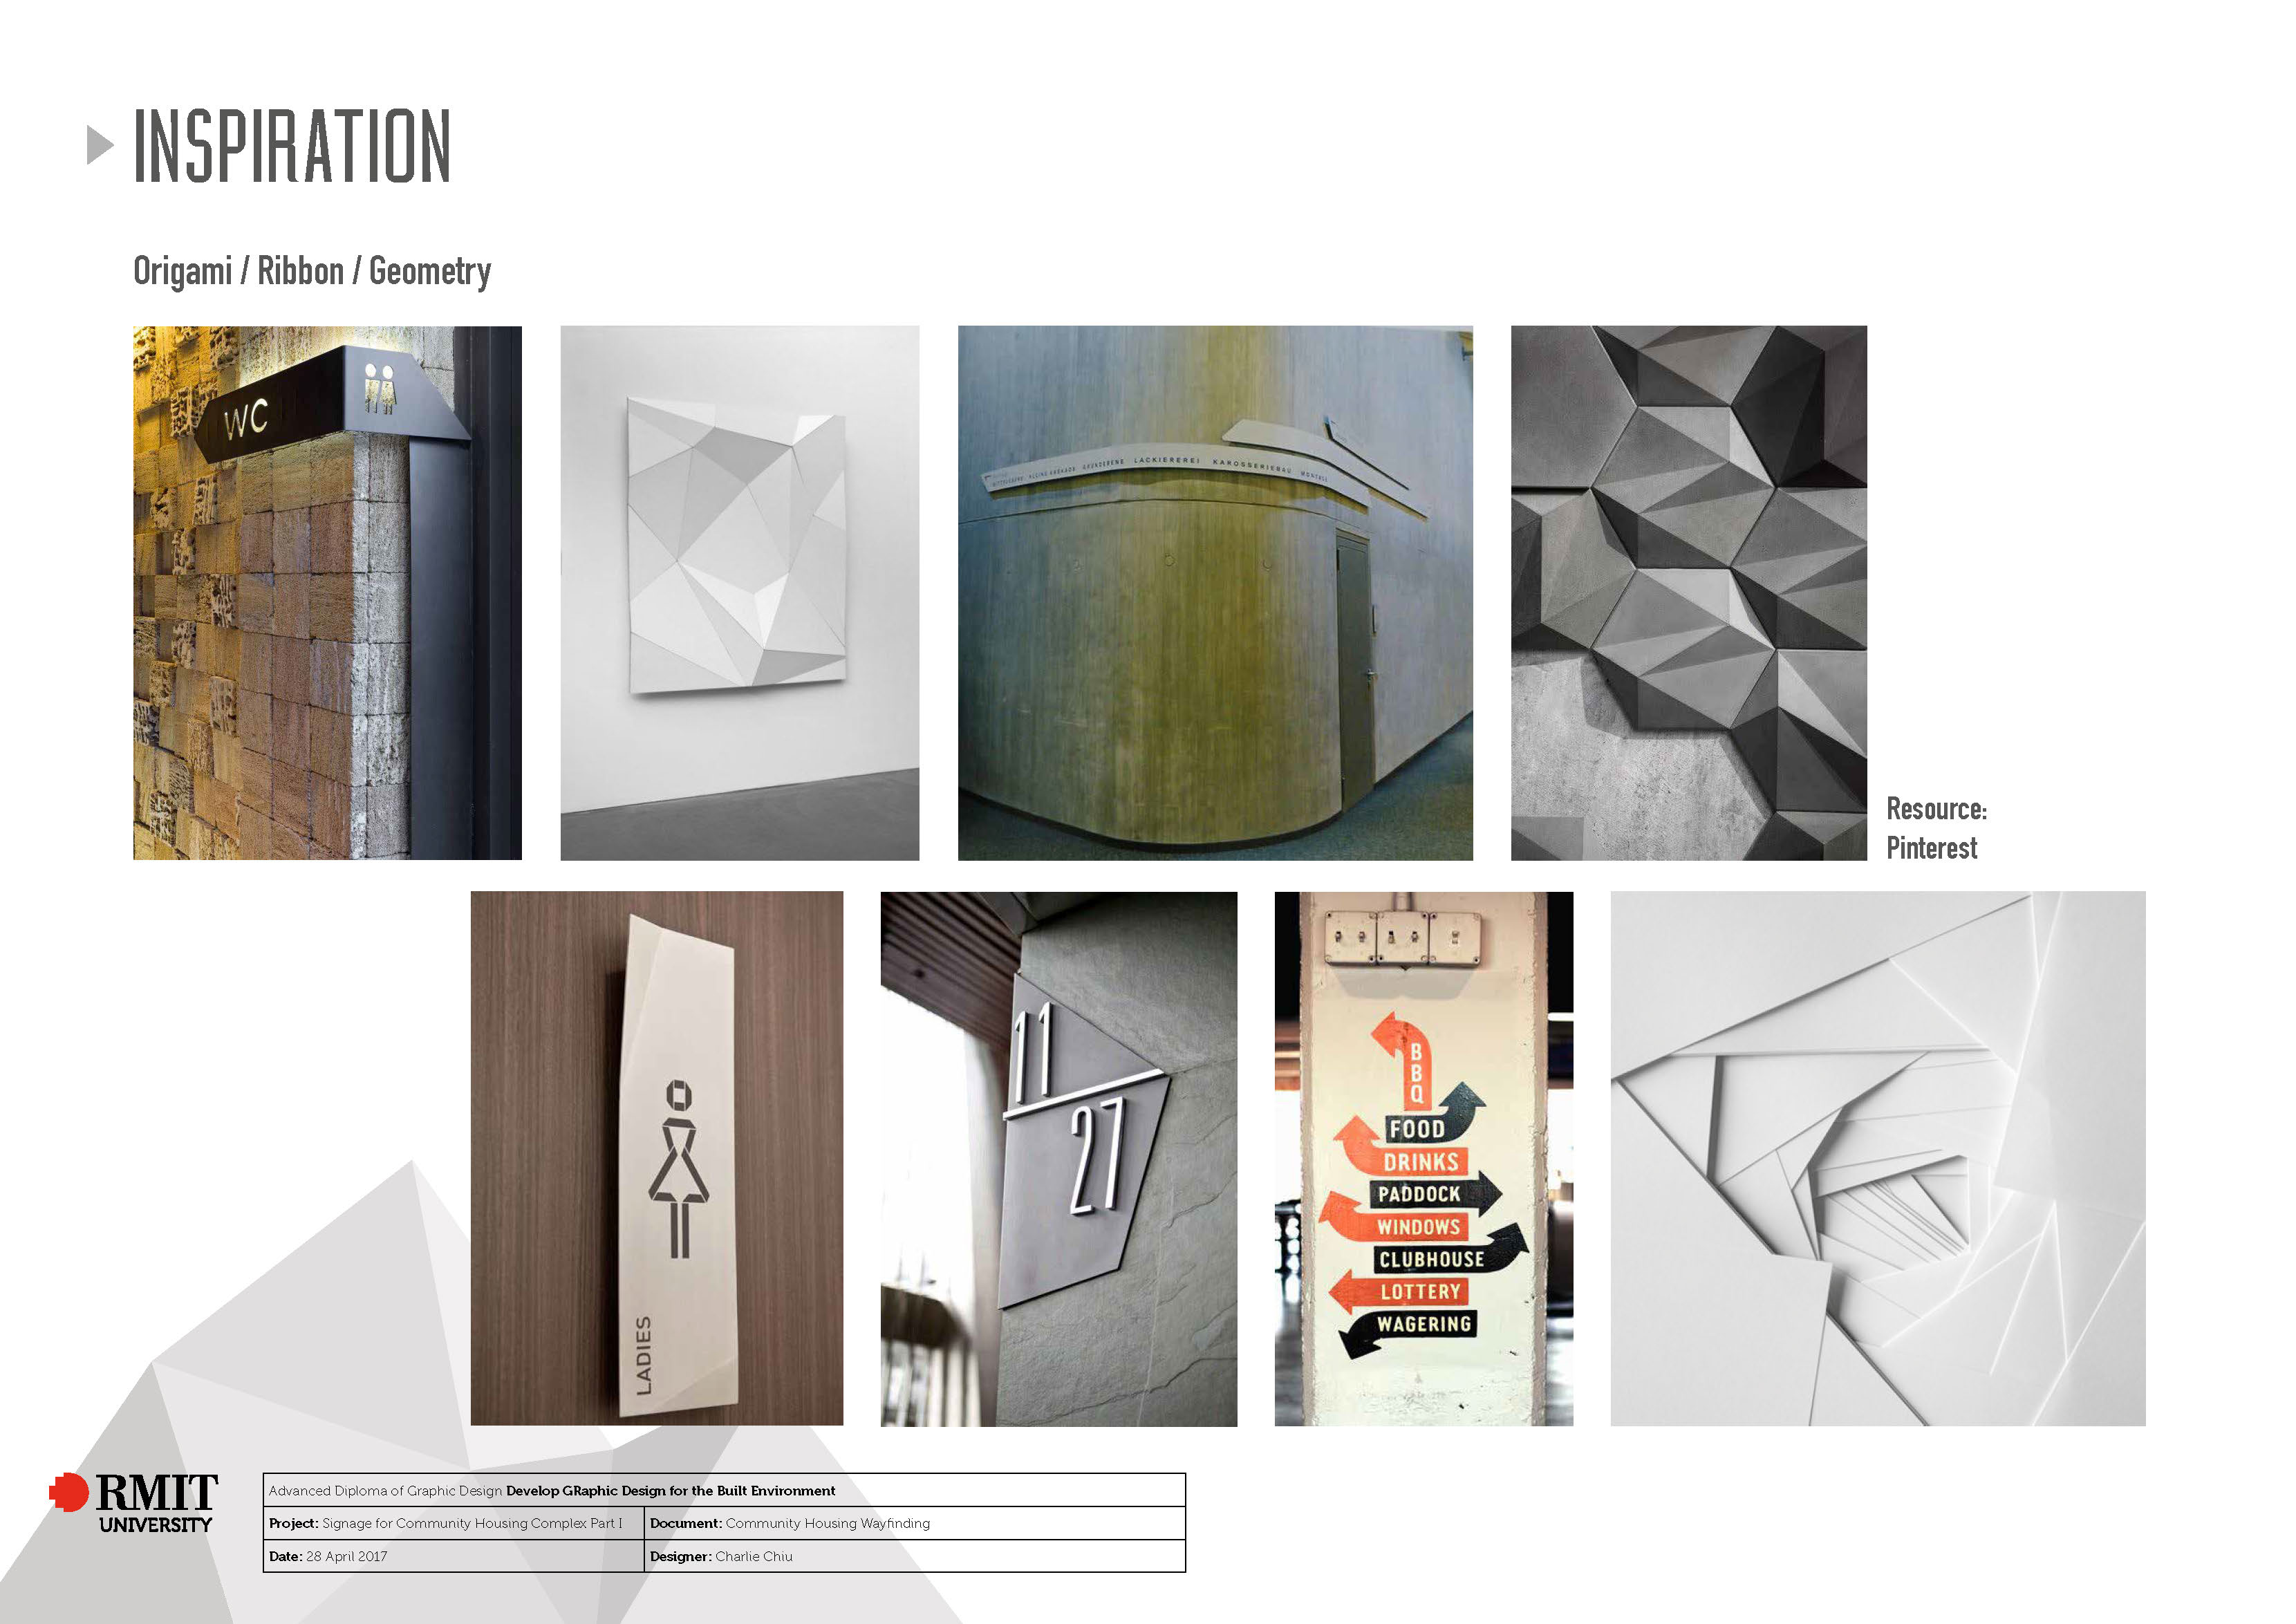 INSPIRATION
Origami / Ribbon / Geometry
WC
LACKIEREREI KAROSSERIEBAU MONTAGE
Resource:
Pinterest
LADIES
11
27
BBQ
FOOD
DRINKS
PADDOCK
WINDOWS
CLUBHOUSE
LOTTERY
WAGERING
RMIT
UNIVERSITY
Advanced Diploma of Graphic Design Develop GRaphic Design for the Built Environment
Project: Signage for Community Housing Complex Part I
Document: Community Housing Wayfinding
Date: 28 April 2017
Designer: Charlie Chiu